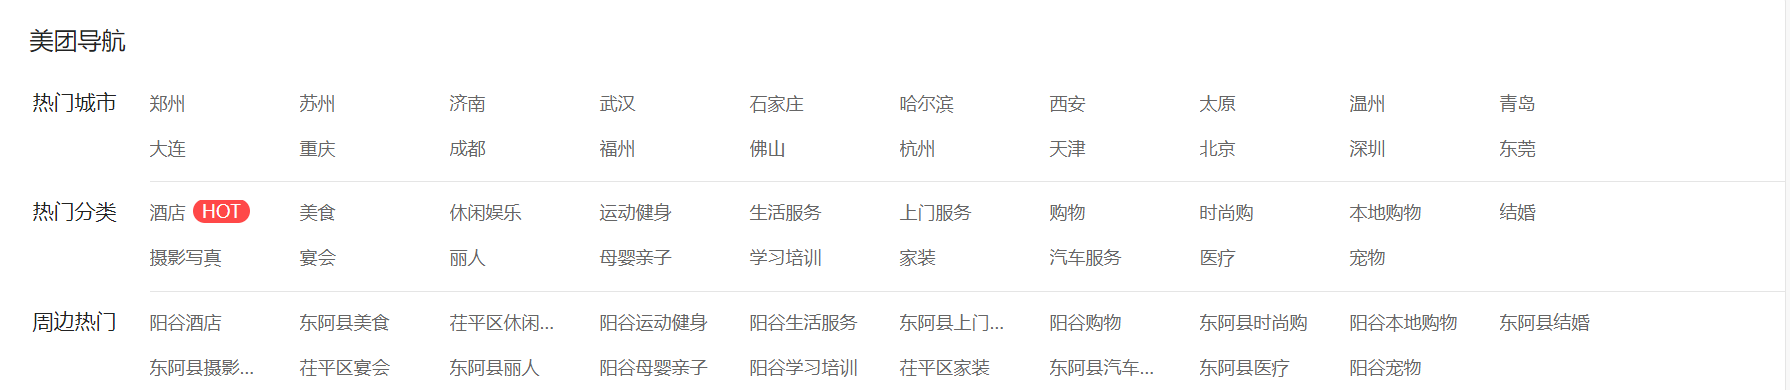 美团导航
热门城市 郑州 苏州 济南 武汉 石家庄 哈尔滨 西安 太原 温州 青岛
大连 重庆 成都 福州 佛山 杭州 天津 北京 深圳 东莞
热门分类 酒店 HOT 美食 休闲娱乐 运动健身 生活服务 上门服务 购物 时尚购 本地购物 结婚
摄影写真 宴会 丽人 母婴亲子 学习培训 家装 汽车服务 医疗 宠物
周边热门 阳谷酒店 东阿县美食 茌平区休闲... 阳谷运动健身 阳谷生活服务 东阿县上门... 阳谷购物 东阿县时尚购 阳谷本地购物 东阿县结婚
东阿县摄影... 茌平区宴会 东阿县丽人 阳谷母婴亲子 阳谷学习培训 茌平区家装 东阿县汽车... 东阿县医疗 阳谷宠物